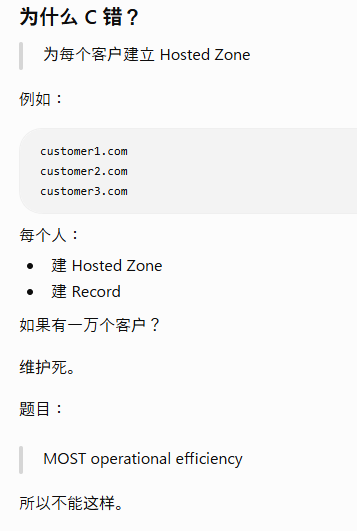 为什么 C 错？
为每个客户建立 Hosted Zone
例如：
customer1.com
customer2.com
customer3.com
每个人：
• 建 Hosted Zone
• 建 Record
如果有一万个客户？
维护死。
题目：
MOST operational efficiency
所以不能这样。